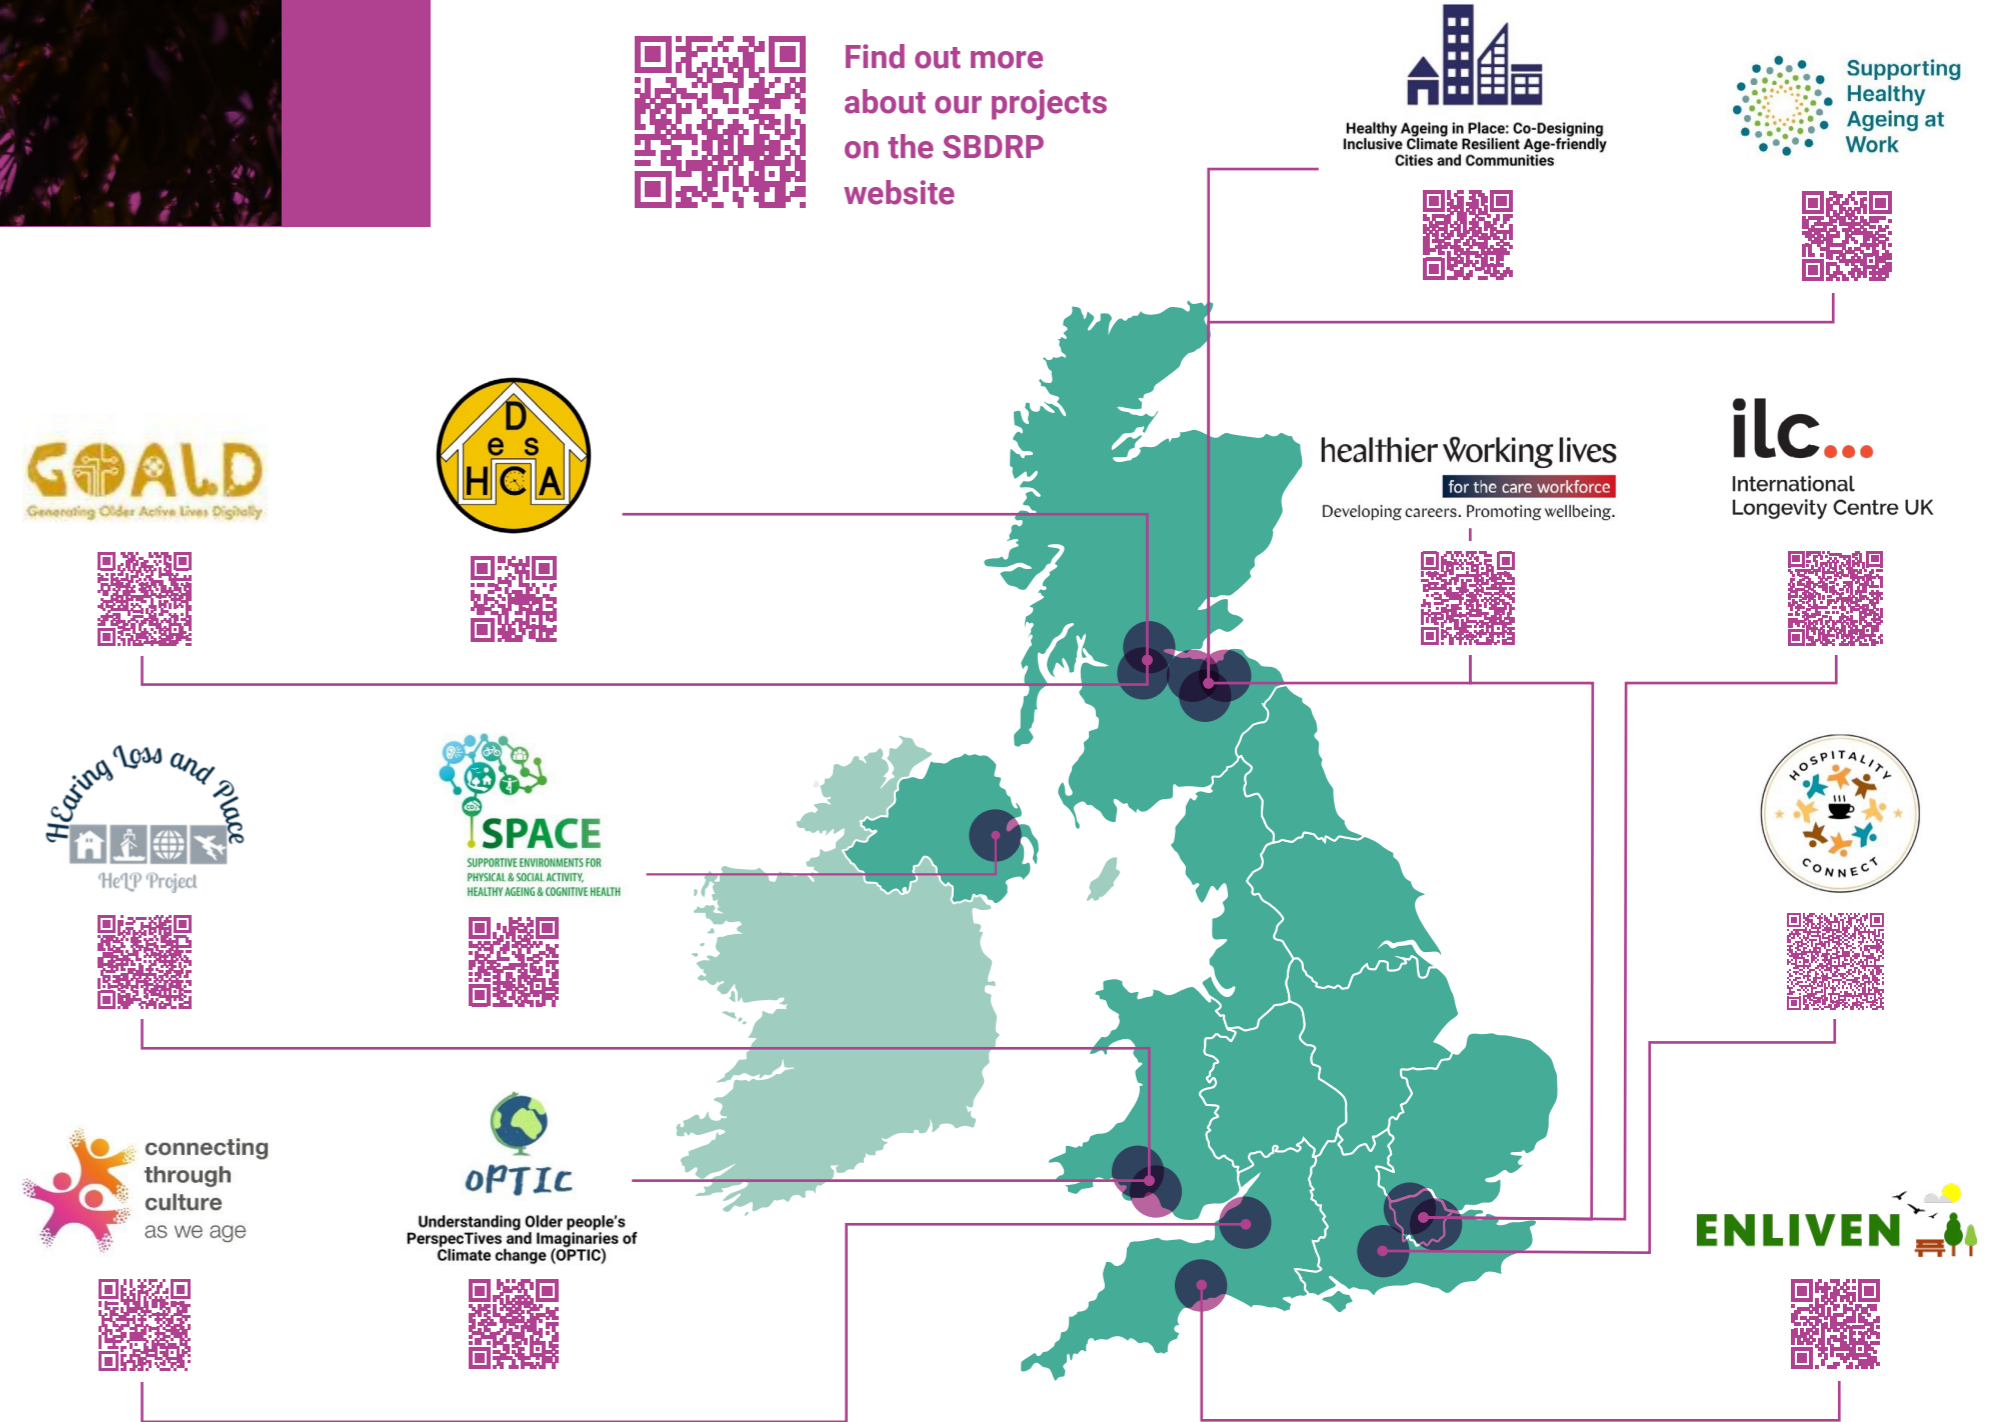 Find out more
about our projects
on the SBDRP
website
Healthy Ageing in Place: Co-Designing
Inclusive Climate Resilient Age-friendly
Cities and Communities
Supporting
Healthy
Ageing at
Work
GOALD
Generating Older Active Lives Digitally
D
e s
H C A
healthier working lives
for the care workforce
Developing careers. Promoting wellbeing.
ilc...
International
Longevity Centre UK
HEaring Loss and Place
HeLP Project
SPACE
SUPPORTIVE ENVIRONMENTS FOR
PHYSICAL & SOCIAL ACTIVITY,
HEALTHY AGEING & COGNITIVE HEALTH
HOSPITALITY
CONNECT
connecting
through
culture
as we age
OPTIC
Understanding Older people's
PerspecTives and Imaginaries of
Climate change (OPTIC)
ENLIVEN